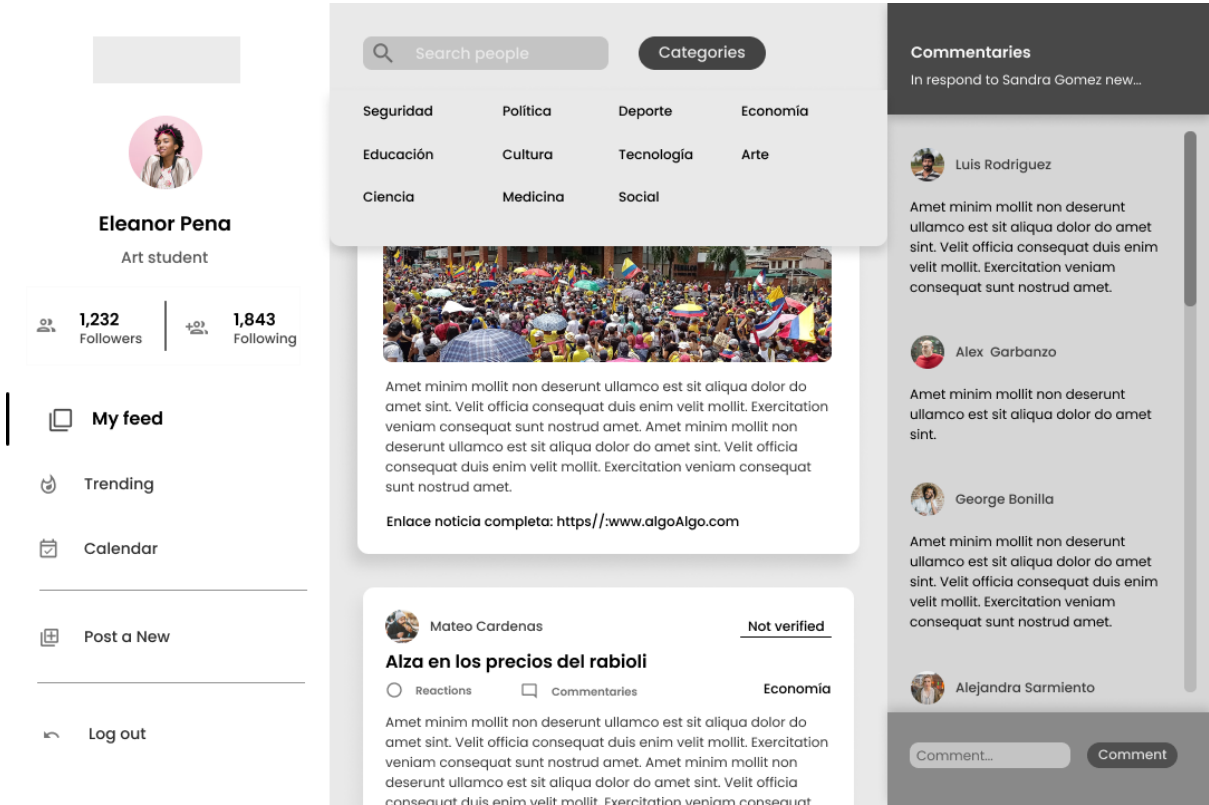 Eleanor Pena
Art student
1,232
Followers
1,843
Following
My feed
Trending
Calendar
Post a New
Log out
Search people
Categories
Seguridad Política Deporte Economía
Educación Cultura Tecnología Arte
Ciencia Medicina Social
Amet minim mollit non deserunt ullamco est sit aliqua dolor do
amet sint. Velit officia consequat duis enim velit mollit. Exercitation
veniam consequat sunt nostrud amet. Amet minim mollit non
deserunt ullamco est sit aliqua dolor do amet sint. Velit officia
consequat duis enim velit mollit. Exercitation veniam consequat
sunt nostrud amet.
Enlace noticia completa: https//:www.algoAlgo.com
Mateo Cardenas
Not verified
Alza en los precios del rabioli
Reactions
Commentaries
Economía
Amet minim mollit non deserunt ullamco est sit aliqua dolor do
amet sint. Velit officia consequat duis enim velit mollit. Exercitation
veniam consequat sunt nostrud amet. Amet minim mollit non
deserunt ullamco est sit aliqua dolor do amet sint. Velit officia
consequat duis enim velit mollit. Exercitation veniam consequat
Commentaries
In respond to Sandra Gomez new...
Luis Rodriguez
Amet minim mollit non deserunt
ullamco est sit aliqua dolor do amet
sint. Velit officia consequat duis enim
velit mollit. Exercitation veniam
consequat sunt nostrud amet.
Alex Garbanzo
Amet minim mollit non deserunt
ullamco est sit aliqua dolor do amet
sint.
George Bonilla
Amet minim mollit non deserunt
ullamco est sit aliqua dolor do amet
sint. Velit officia consequat duis enim
velit mollit. Exercitation veniam
consequat sunt nostrud amet.
Alejandra Sarmiento
Comment...
Comment